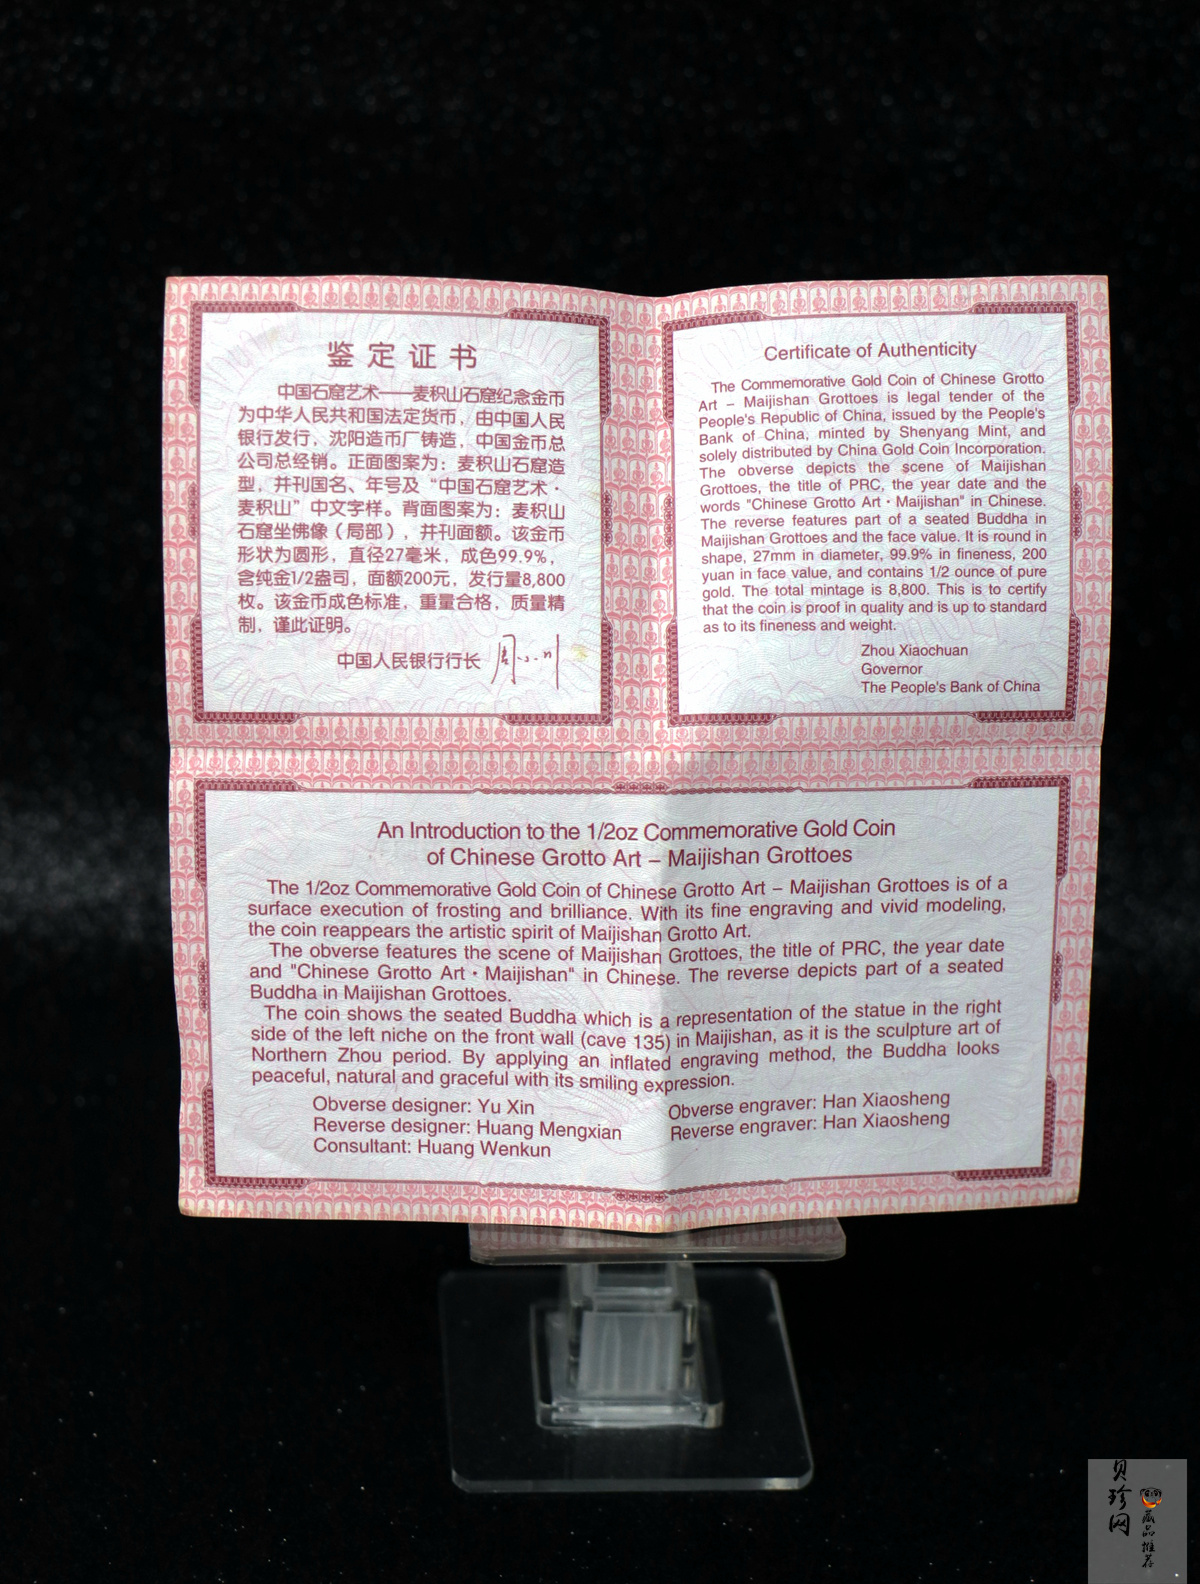 鉴定证书
中国石窟艺术——麦积山石窟纪念金币
为中华人民共和国法定货币，由中国人民
银行发行，沈阳造币厂铸造，中国金币总
公司总经销。正面图案为：麦积山石窟造
型，并刊国名、年号及“中国石窟艺术·
麦积山”中文字样。背面图案为：麦积山
石窟坐佛像（局部），并刊面额。该金币
形状为圆形，直径27毫米，成色99.9%，
含纯金1/2盎司，面额200元，发行量8,800
枚。该金币成色标准，重量合格，质量精
制，谨此证明。
中国人民银行行长 周小川
Certificate of Authenticity
The Commemorative Gold Coin of Chinese Grotto
Art – Maijishan Grottoes is legal tender of the
People's Republic of China, issued by the People's
Bank of China, minted by Shenyang Mint, and
solely distributed by China Gold Coin Incorporation.
The obverse depicts the scene of Maijishan
Grottoes, the title of PRC, the year date and the
words "Chinese Grotto Art · Maijishan" in Chinese.
The reverse features part of a seated Buddha in
Maijishan Grottoes and the face value. It is round in
shape, 27mm in diameter, 99.9% in fineness, 200
yuan in face value, and contains 1/2 ounce of pure
gold. The total mintage is 8,800. This is to certify
that the coin is proof in quality and is up to standard
as to its fineness and weight.
Zhou Xiaochuan
Governor
The People's Bank of China
An Introduction to the 1/2oz Commemorative Gold Coin
of Chinese Grotto Art – Maijishan Grottoes
The 1/2oz Commemorative Gold Coin of Chinese Grotto Art – Maijishan Grottoes is of a
surface execution of frosting and brilliance. With its fine engraving and vivid modeling,
the coin reappears the artistic spirit of Maijishan Grotto Art.
The obverse features the scene of Maijishan Grottoes, the title of PRC, the year date
and "Chinese Grotto Art · Maijishan" in Chinese. The reverse depicts part of a seated
Buddha in Maijishan Grottoes.
The coin shows the seated Buddha which is a representation of the statue in the right
side of the left niche on the front wall (cave 135) in Maijishan, as it is the sculpture art of
Northern Zhou period. By applying an inflated engraving method, the Buddha looks
peaceful, natural and graceful with its smiling expression.
Obverse designer: Yu Xin
Reverse designer: Huang Mengxian
Consultant: Huang Wenkun
Obverse engraver: Han Xiaosheng
Reverse engraver: Han Xiaosheng
贝珍网
藏品推荐